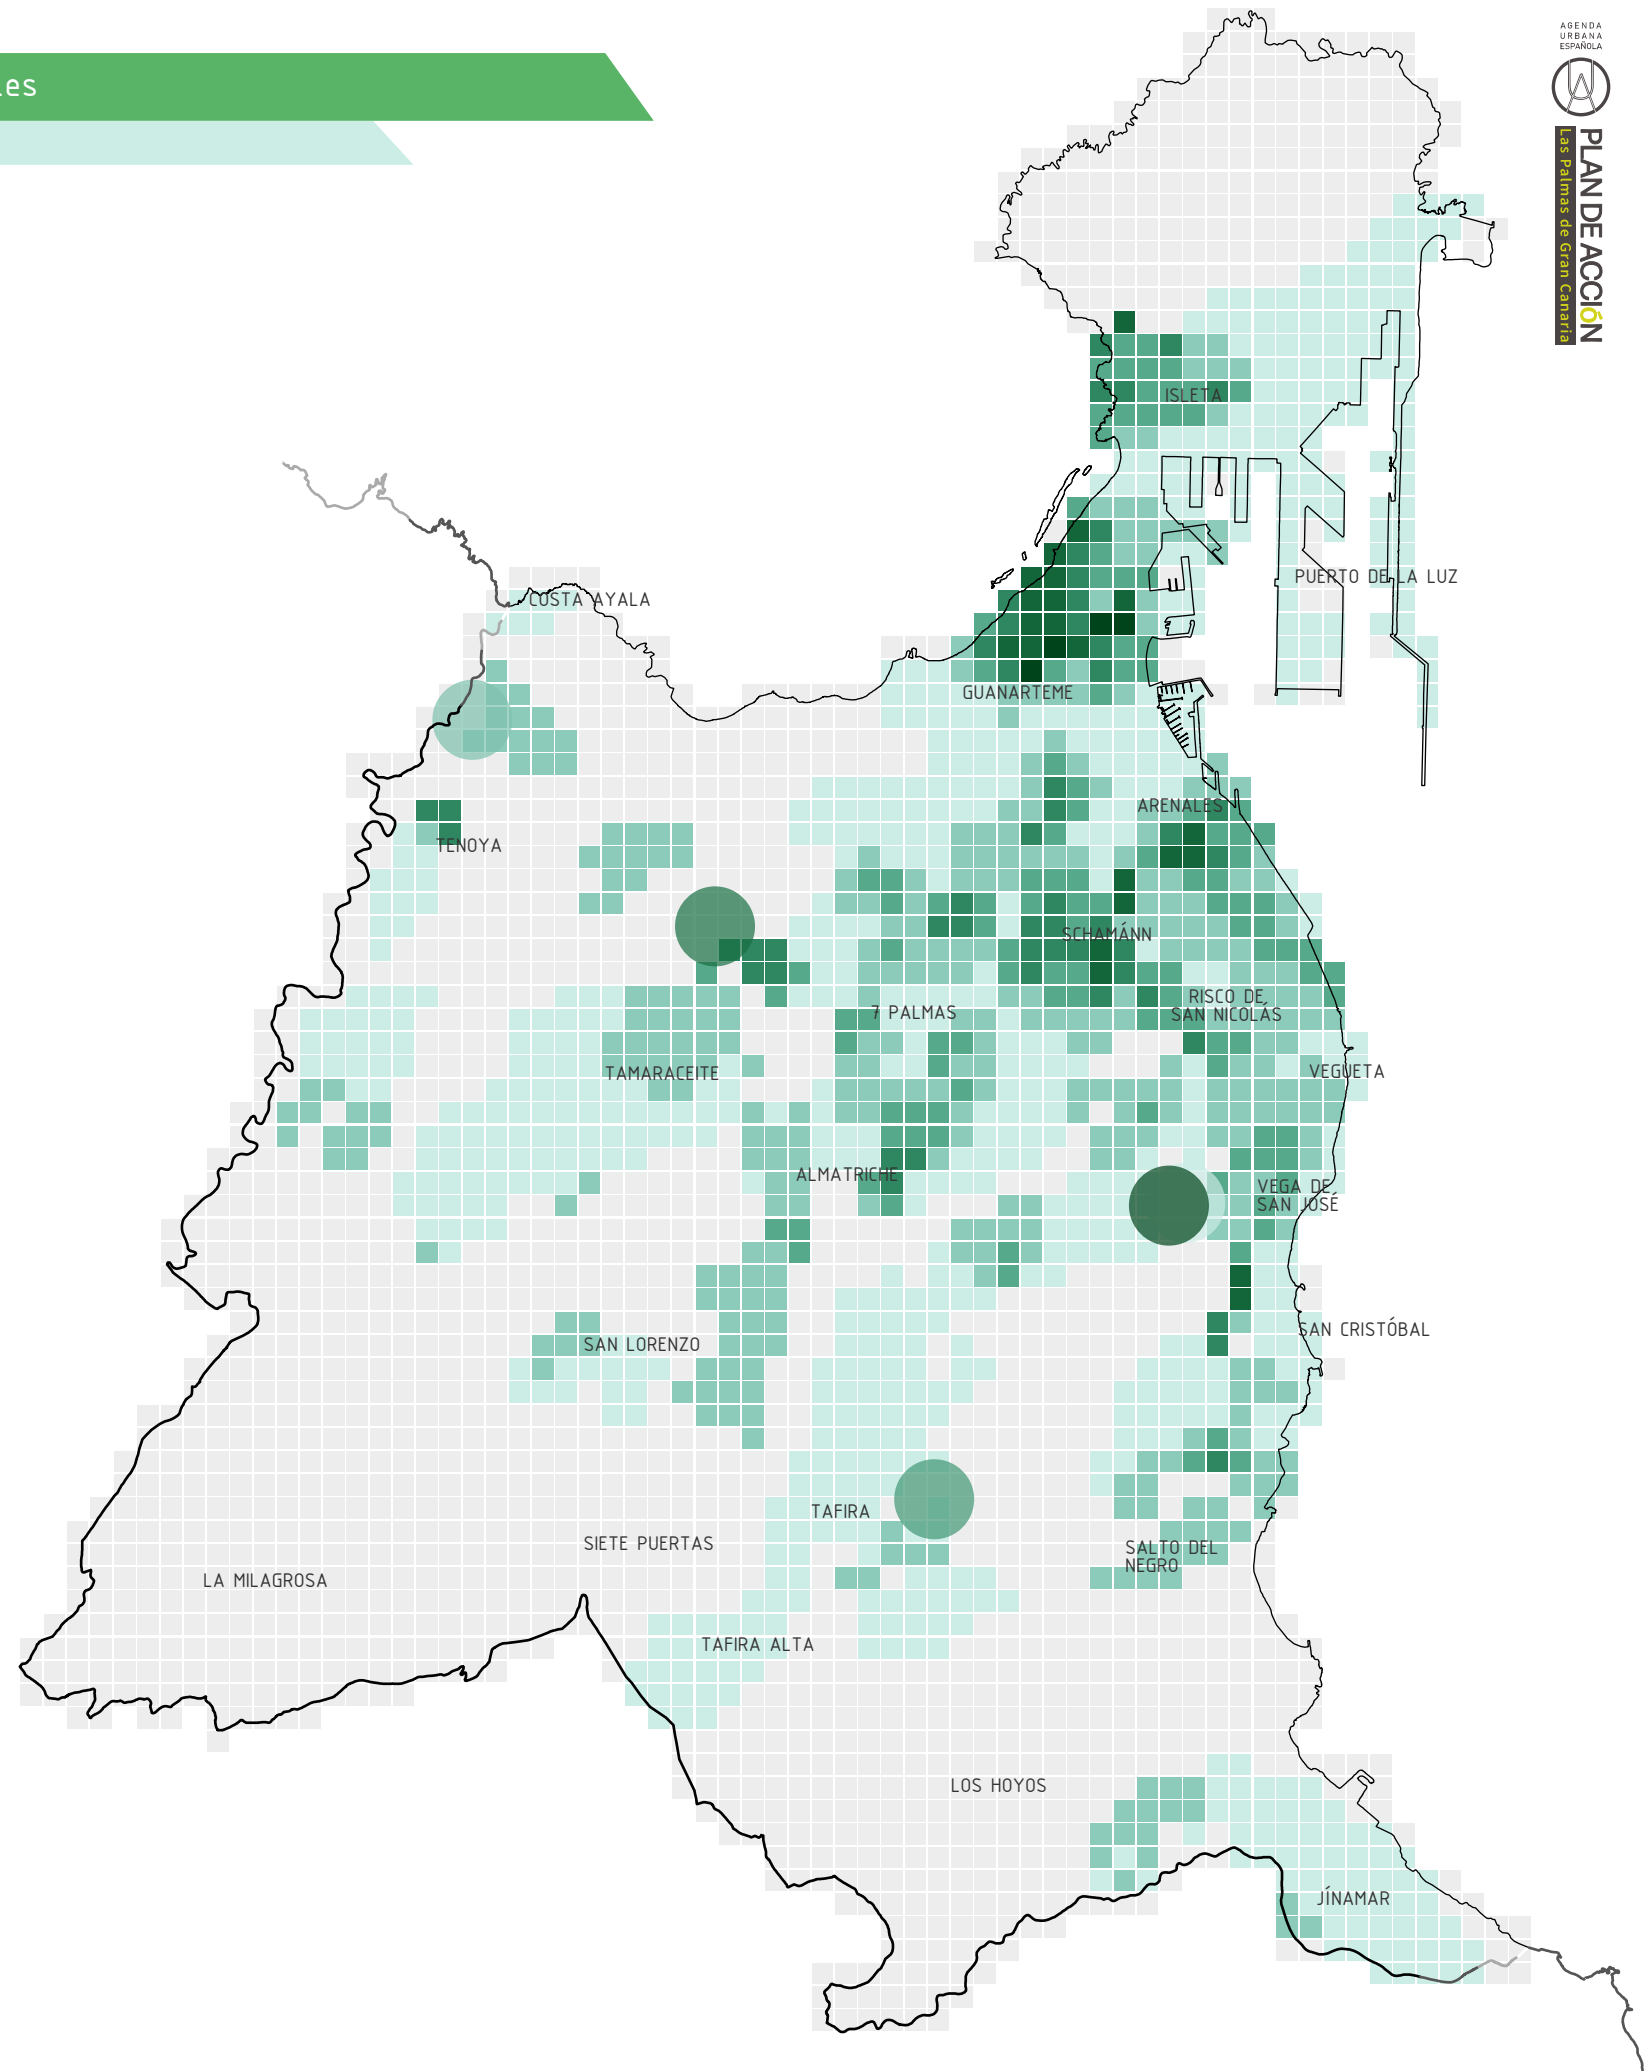 AGENDA
URBANA
ESPAÑOLA
PLAN DE ACCIÓN
Las Palmas de Gran Canaria
ISLETA
PUERTO DE LA LUZ
COSTA AYALA
GUANARTEME
ARENALES
TENOYA
SCHAMÁNN
RISCO DE
SAN NICOLÁS
7 PALMAS
TAMARACEITE
VEGUETA
ALMATRICHE
VEGA DE
SAN JOSÉ
SAN CRISTÓBAL
SAN LORENZO
TAFIRA
SIETE PUERTAS
SALTO DEL
NEGRO
LA MILAGROSA
TAFIRA ALTA
LOS HOYOS
JÍNAMAR